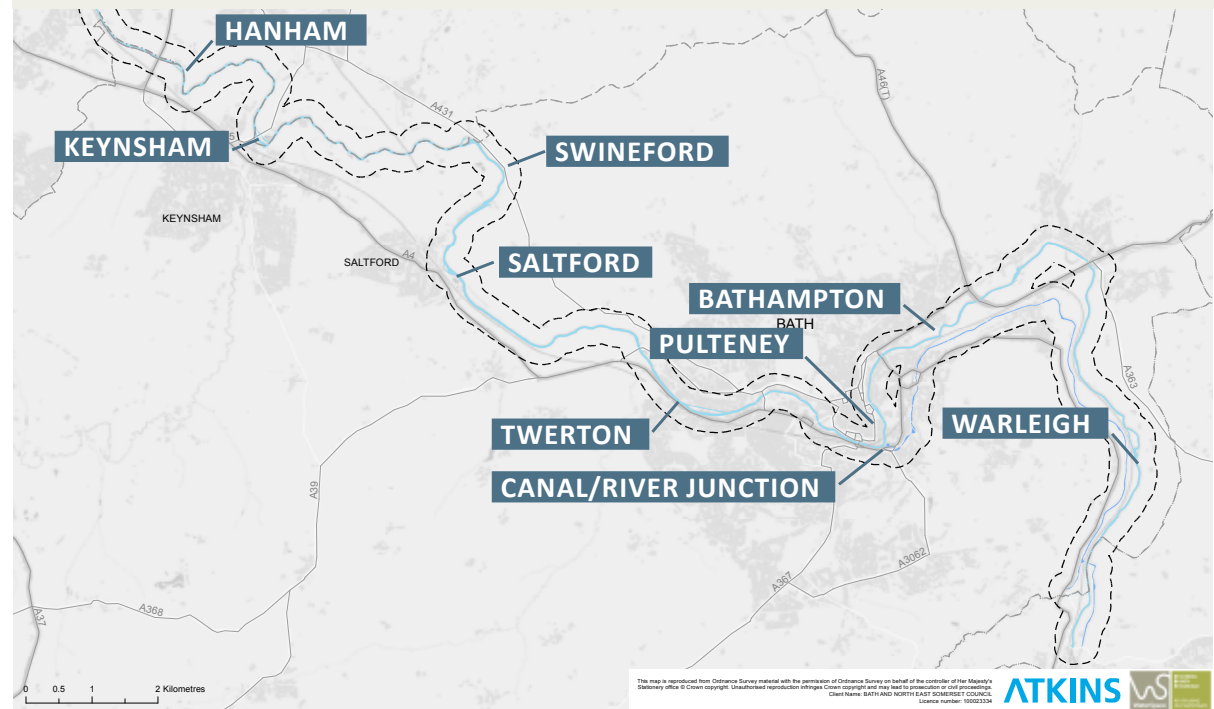 HANHAM
A46(T)
A431
KEYNSHAM
SWINEFORD
KEYNSHAM
A4
SALTFORD
SALTFORD
BATHAMPTON
BATH
PULTENEY
A363
WARLEIGH
TWERTON
CANAL/RIVER JUNCTION
A39
A3062
A367
A368
A37
0 0.5 1 2 Kilometres
This map is reproduced from Ordnance Survey material with the permission of Ordnance Survey on behalf of the controller of Her Majesty's
Stationery office © Crown copyright. Unauthorised reproduction infringes Crown copyright and may lead to prosecution or civil proceedings.
Client Name: BATH AND NORTH EAST SOMERSET COUNCIL
Licence number: 100023334
ATKINS
WaterSpace